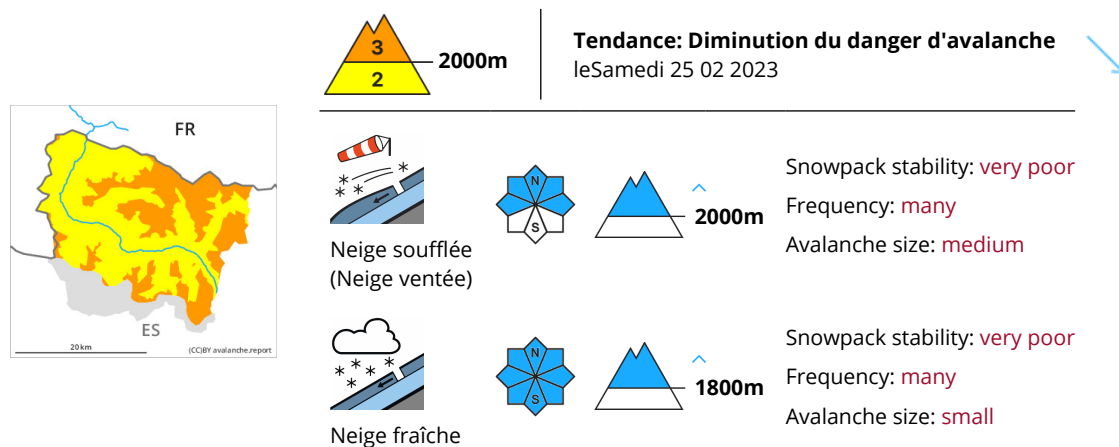 3
2
2000m
Tendance: Diminution du danger d'avalanche
leSamedi 25 02 2023
FR
ES
20 km
(CC)BY avalanche.report
Neige soufflée
(Neige ventée)
N
S
2000m
Snowpack stability: very poor
Frequency: many
Avalanche size: medium
Neige fraîche
N
S
1800m
Snowpack stability: very poor
Frequency: many
Avalanche size: small